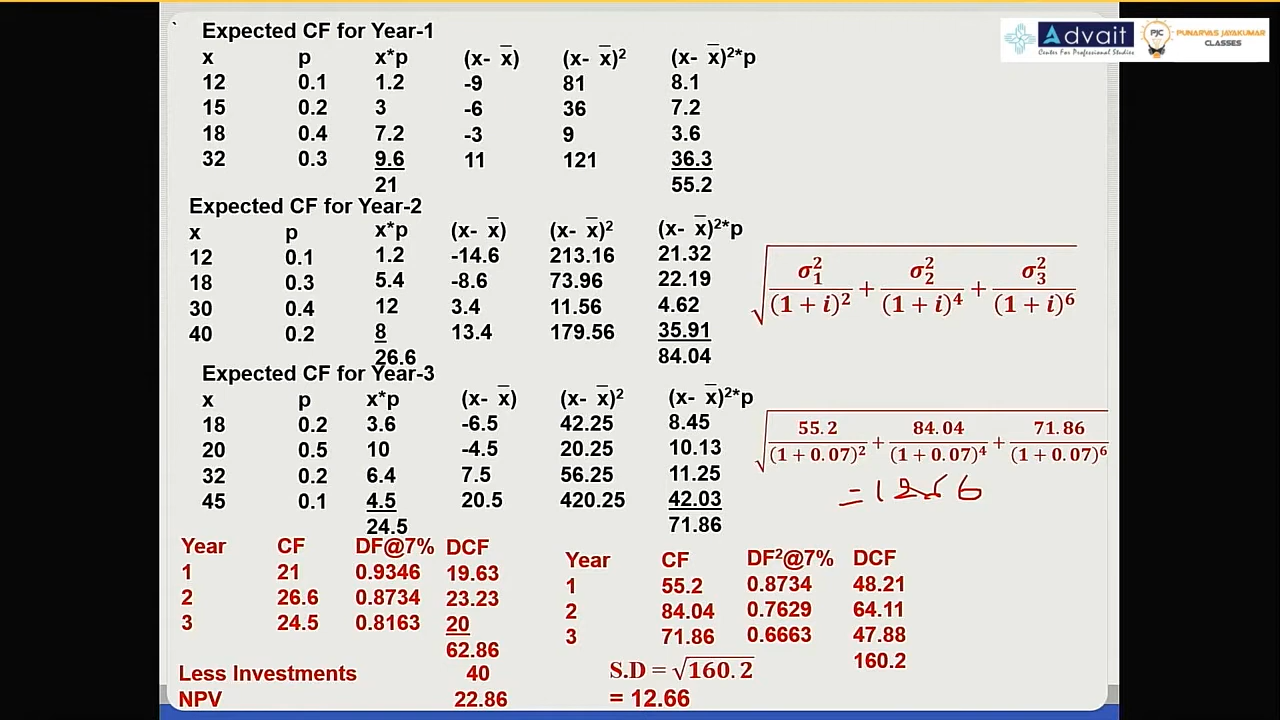 Expected CF for Year-1
x p x*p (x- x̅) (x- x̅)² (x- x̅)²*p
12 0.1 1.2 -9 81 8.1
15 0.2 3 -6 36 7.2
18 0.4 7.2 -3 9 3.6
32 0.3 9.6 11 121 36.3
21 55.2
Expected CF for Year-2
x p x*p (x- x̅) (x- x̅)² (x- x̅)²*p
12 0.1 1.2 -14.6 213.16 21.32
18 0.3 5.4 -8.6 73.96 22.19
30 0.4 12 3.4 11.56 4.62
40 0.2 8 13.4 179.56 35.91
26.6 84.04
Expected CF for Year-3
x p x*p (x- x̅) (x- x̅)² (x- x̅)²*p
18 0.2 3.6 -6.5 42.25 8.45
20 0.5 10 -4.5 20.25 10.13
32 0.2 6.4 7.5 56.25 11.25
45 0.1 4.5 20.5 420.25 42.03
24.5 71.86
Advait
Center For Professional Studies
PJC
PUNARVAS JAYAKUMAR
CLASSES
√(σ₁²/(1 + i)² + σ₂²/(1 + i)⁴ + σ₃²/(1 + i)⁶)
√(55.2/(1 + 0.07)² + 84.04/(1 + 0.07)⁴ + 71.86/(1 + 0.07)⁶)
Year CF DF@7% DCF
1 21 0.9346 19.63
2 26.6 0.8734 23.23
3 24.5 0.8163 20
62.86
Less Investments 40
NPV 22.86
Year CF DF²@7% DCF
1 55.2 0.8734 48.21
2 84.04 0.7629 64.11
3 71.86 0.6663 47.88
160.2
S.D = √160.2
= 12.66